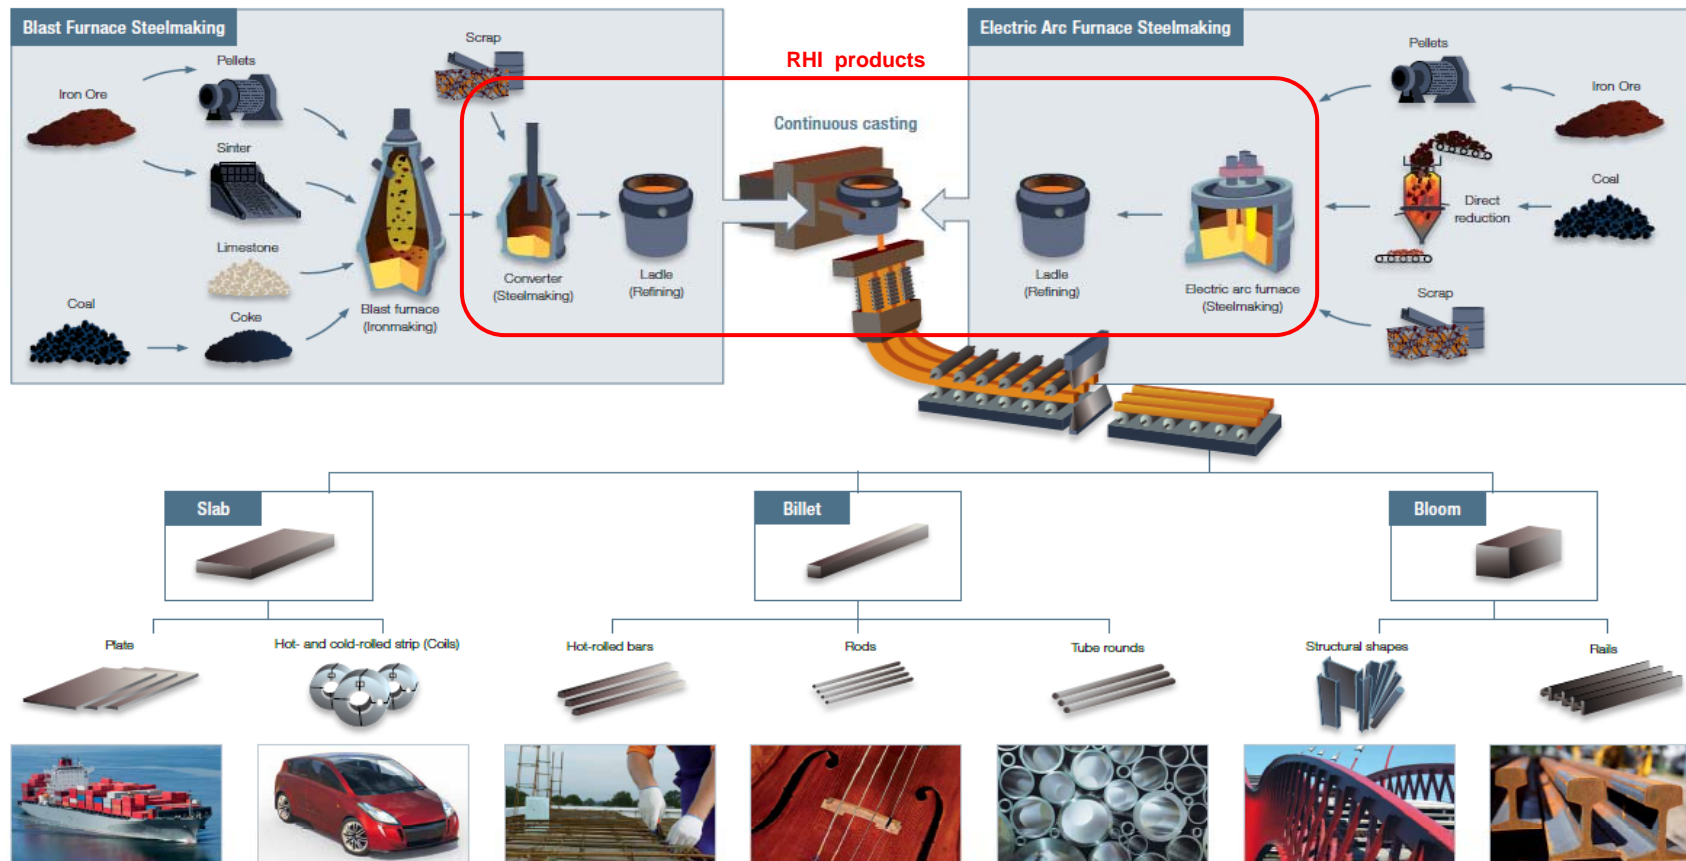 Blast Furnace Steelmaking
Scrap
RHI products
Electric Arc Furnace Steelmaking
Pellets
Iron Ore
Sinter
Limestone
Coal
Coke
Blast furnace
(Ironmaking)
Converter
(Steelmaking)
Ladle
(Refining)
Continuous casting
Ladle
(Refining)
Electric arc furnace
(Steelmaking)
Pellets
Iron Ore
Direct
reduction
Coal
Scrap
Slab
Billet
Bloom
Plate
Hot- and cold-rolled strip (Coils)
Hot-rolled bars
Rods
Tube rounds
Structural shapes
Rails